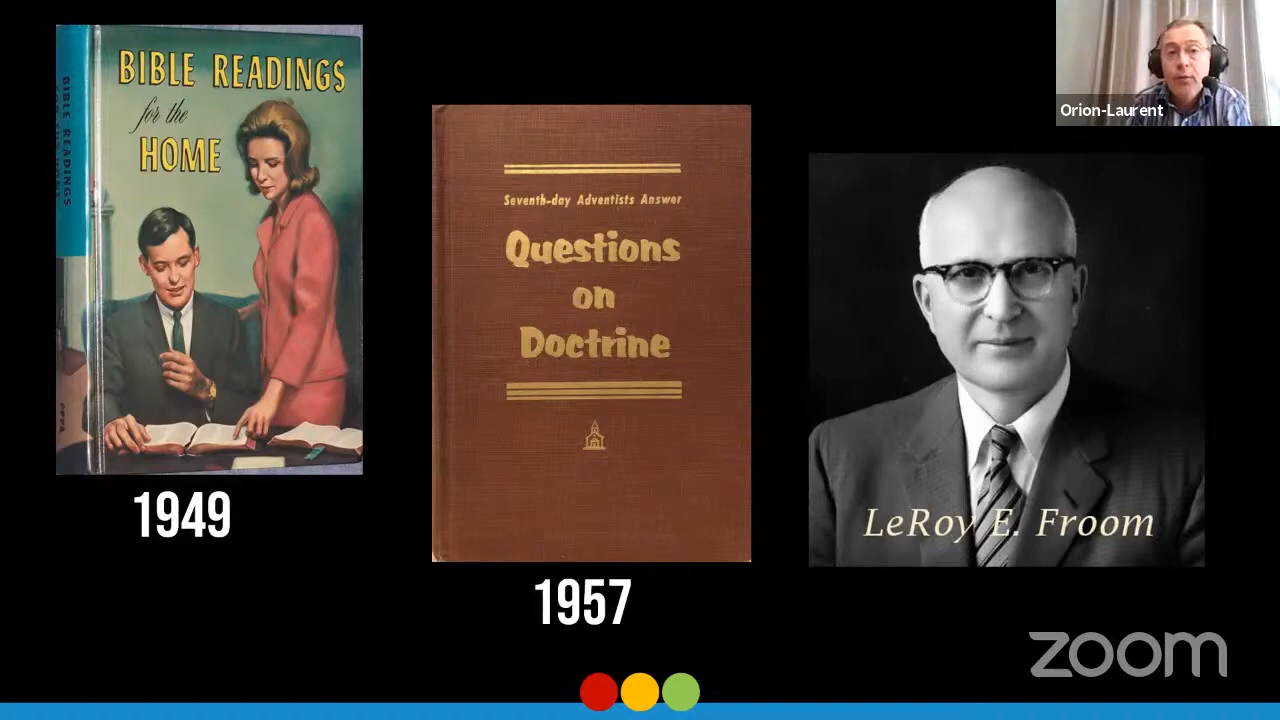 BIBLE READINGS
for the
HOME
BIBLE READINGS
1949
Seventh-day Adventists Answer
Questions
on
Doctrine
1957
LeRoy E. Froom
Orion-Laurent
zoom